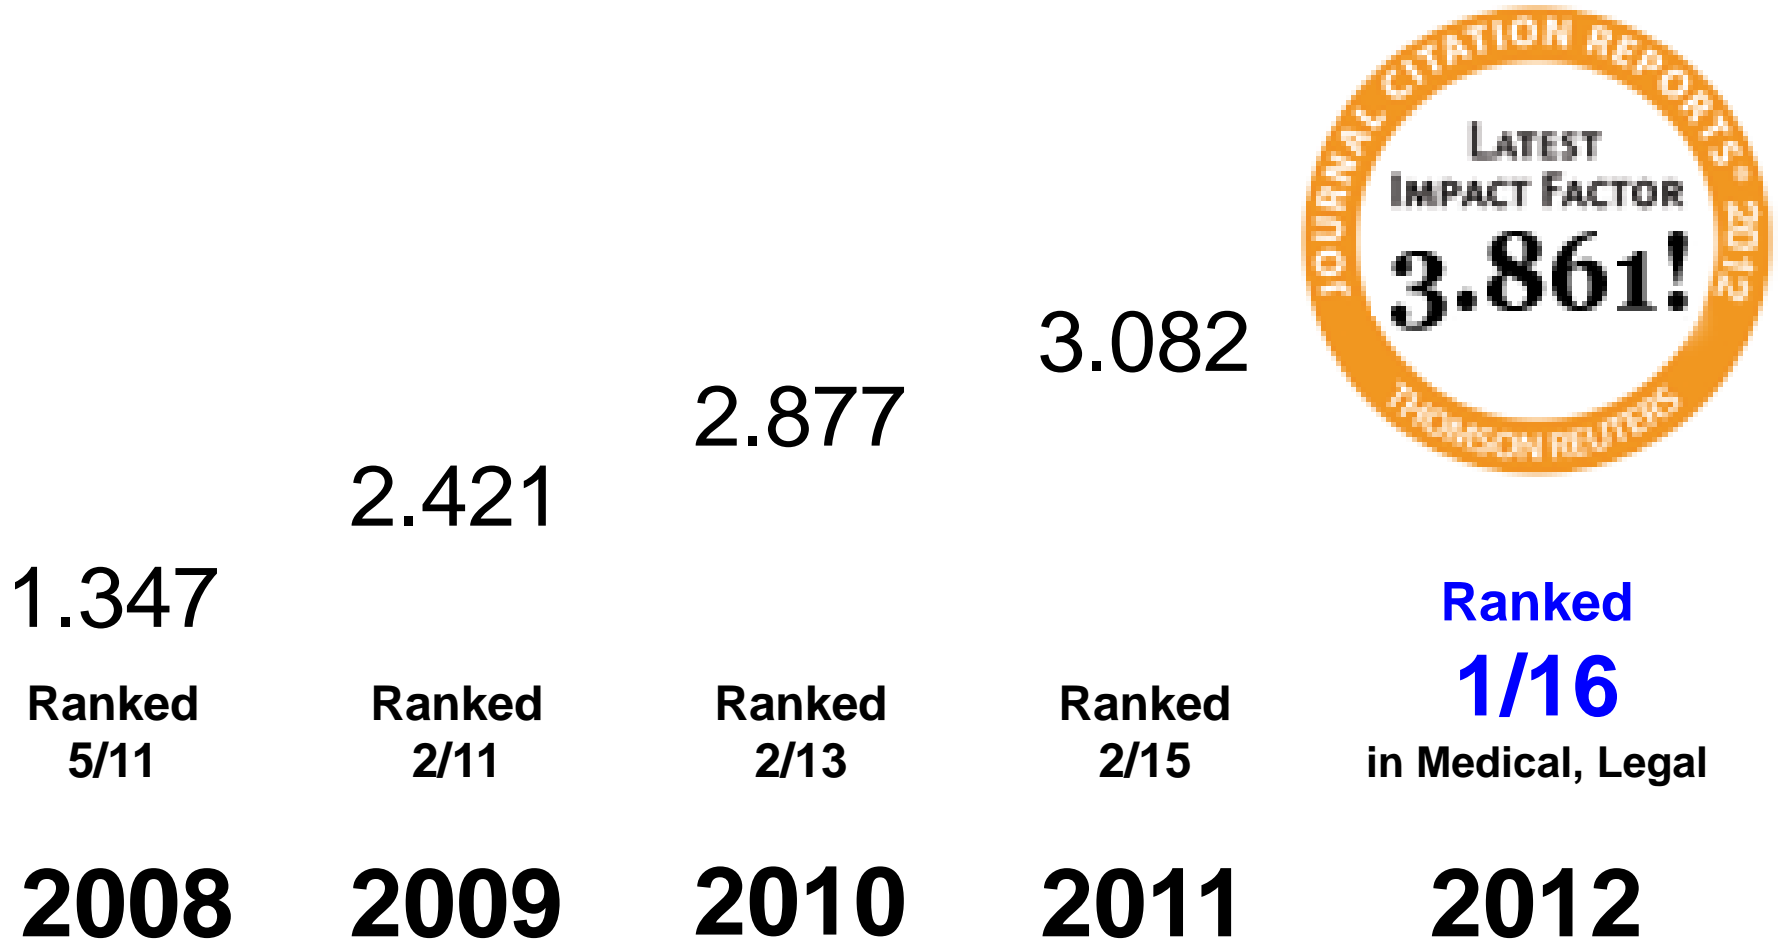 JOURNAL CITATION REPORTS® 2012
LATEST
IMPACT FACTOR
3.861!
THOMSON REUTERS
3.082
2.877
2.421
1.347
Ranked
5/11
Ranked
2/11
Ranked
2/13
Ranked
2/15
Ranked
1/16
in Medical, Legal
2008
2009
2010
2011
2012